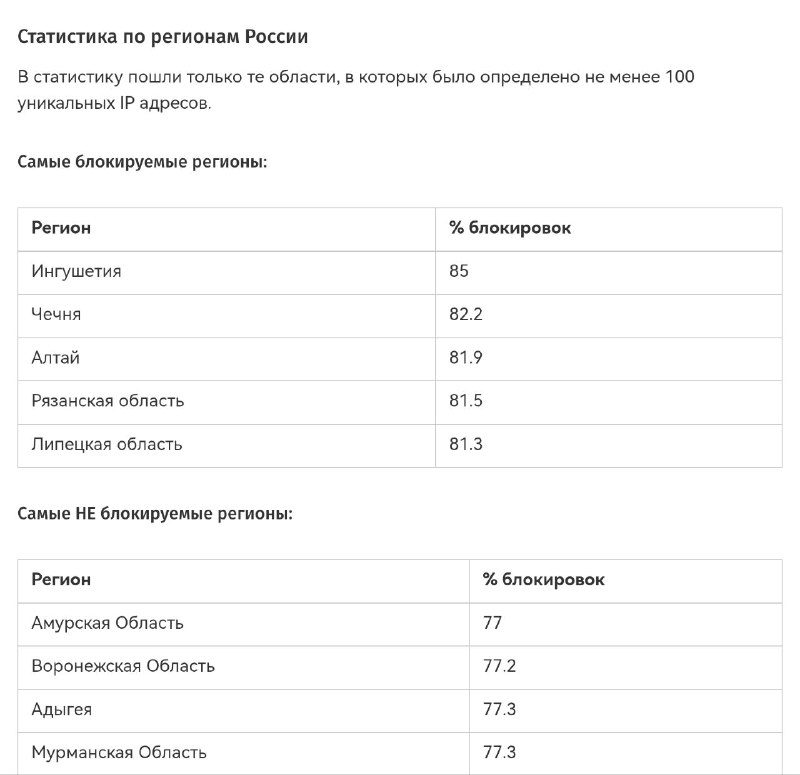 Статистика по регионам России
В статистику пошли только те области, в которых было определено не менее 100
уникальных IP адресов.
Самые блокируемые регионы:
Регион % блокировок
Ингушетия 85
Чечня 82.2
Алтай 81.9
Рязанская область 81.5
Липецкая область 81.3
Самые НЕ блокируемые регионы:
Регион % блокировок
Амурская Область 77
Воронежская Область 77.2
Адыгея 77.3
Мурманская Область 77.3